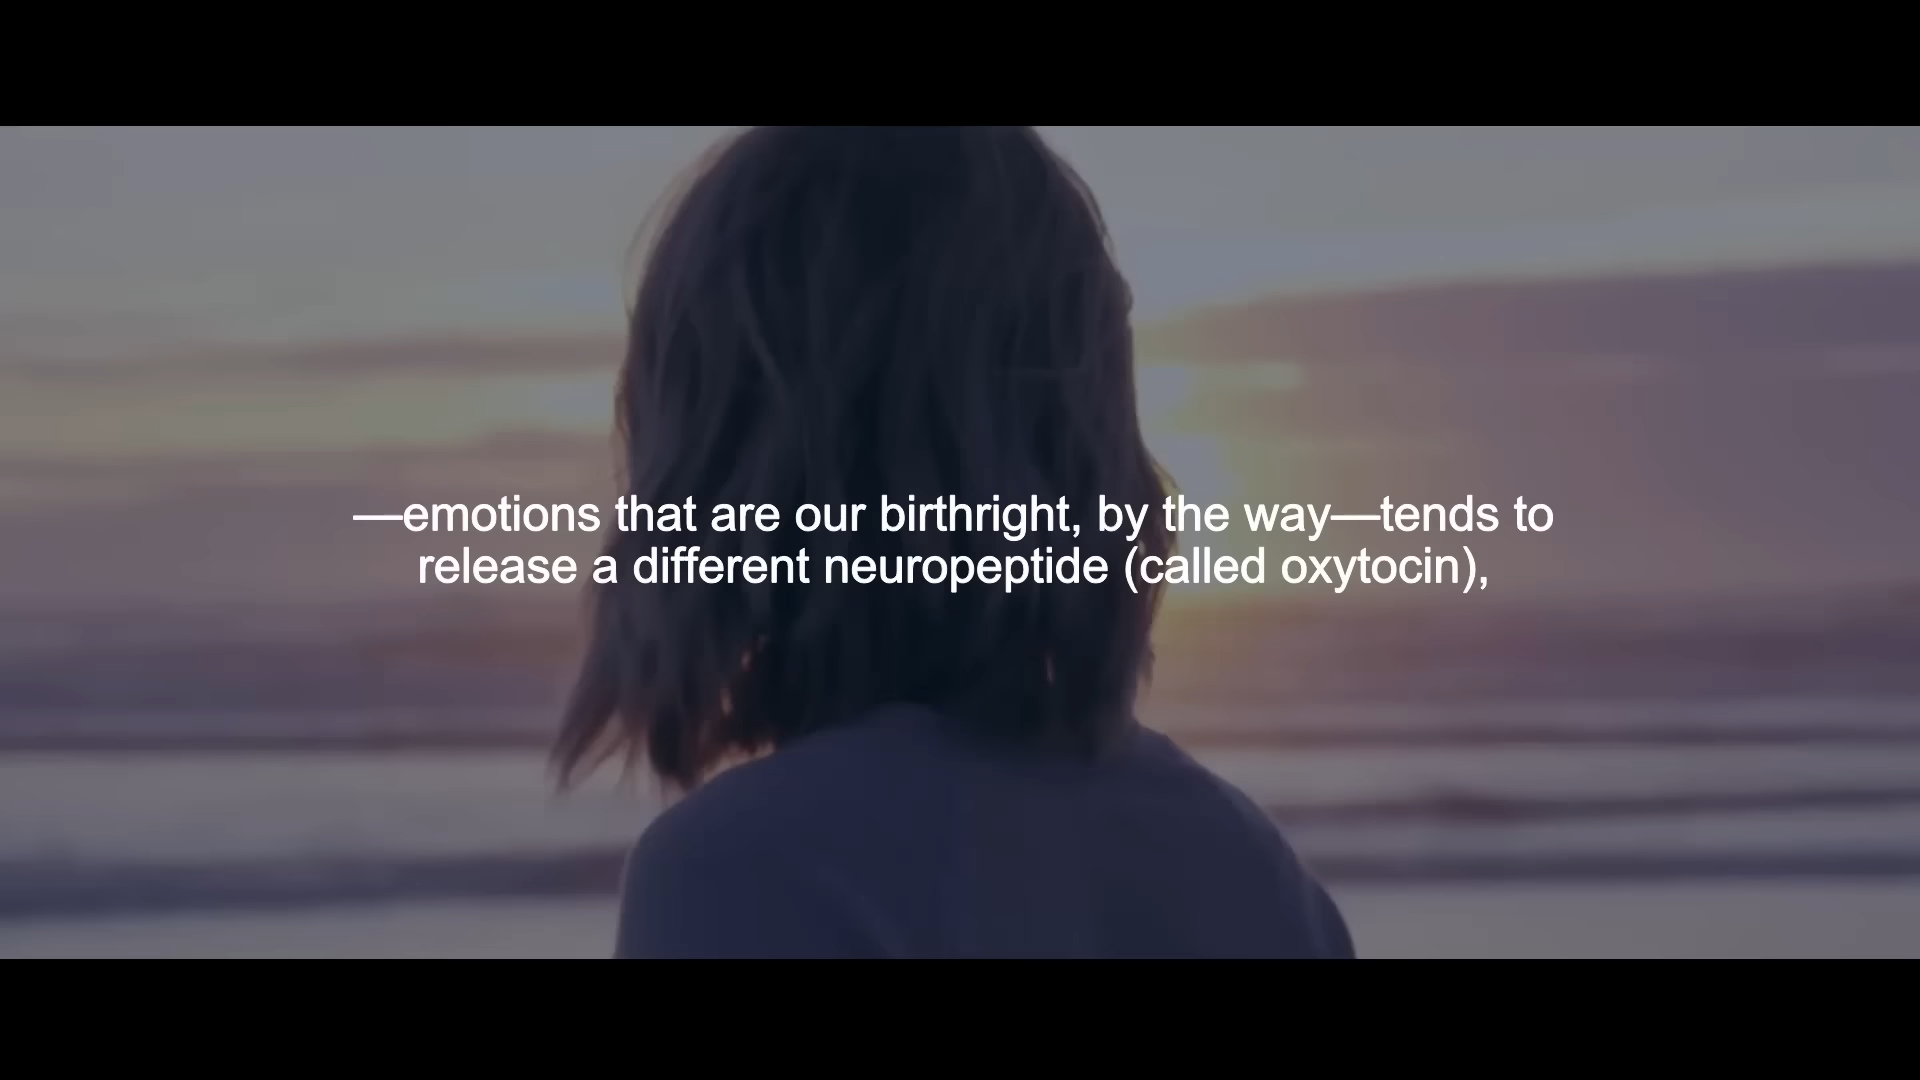 —emotions that are our birthright, by the way—tends to
release a different neuropeptide (called oxytocin),